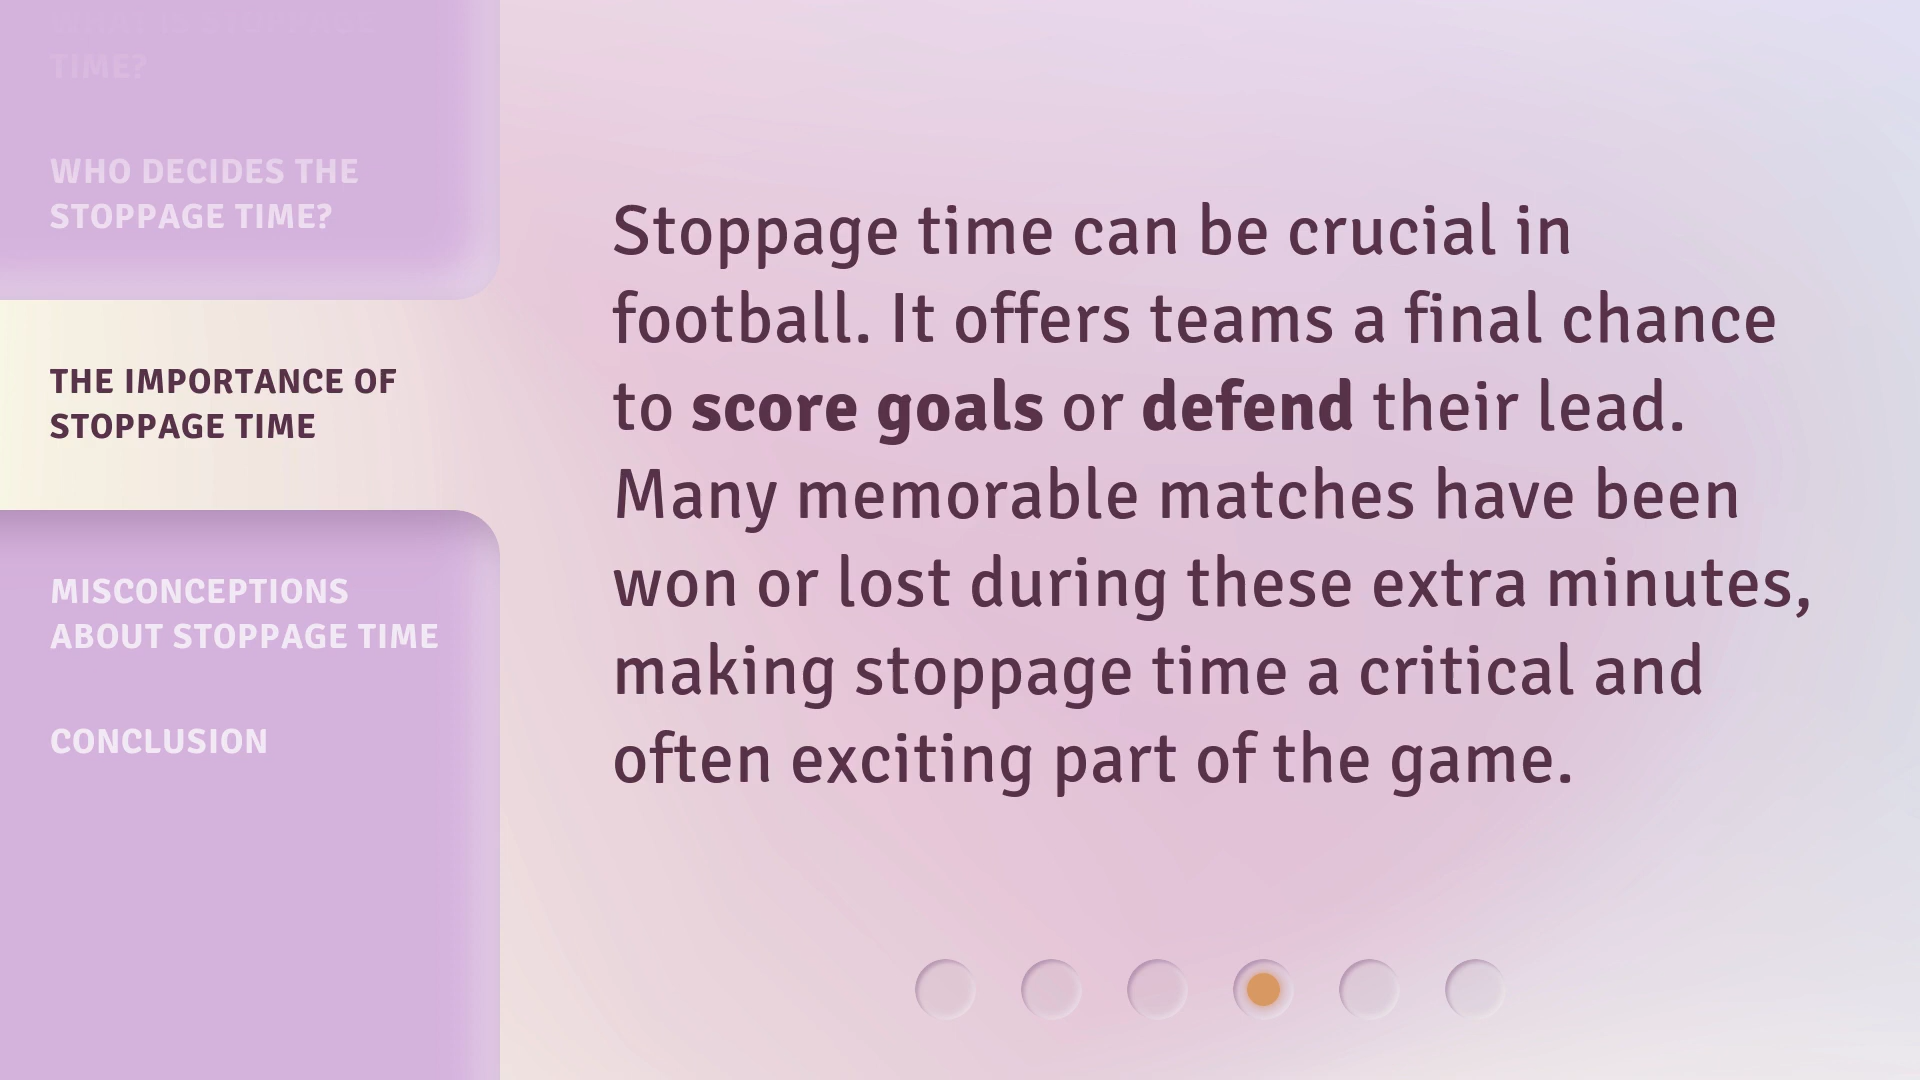 WHAT IS STOPPAGE
TIME?
WHO DECIDES THE
STOPPAGE TIME?
THE IMPORTANCE OF
STOPPAGE TIME
MISCONCEPTIONS
ABOUT STOPPAGE TIME
CONCLUSION
Stoppage time can be crucial in
football. It offers teams a final chance
to score goals or defend their lead.
Many memorable matches have been
won or lost during these extra minutes,
making stoppage time a critical and
often exciting part of the game.